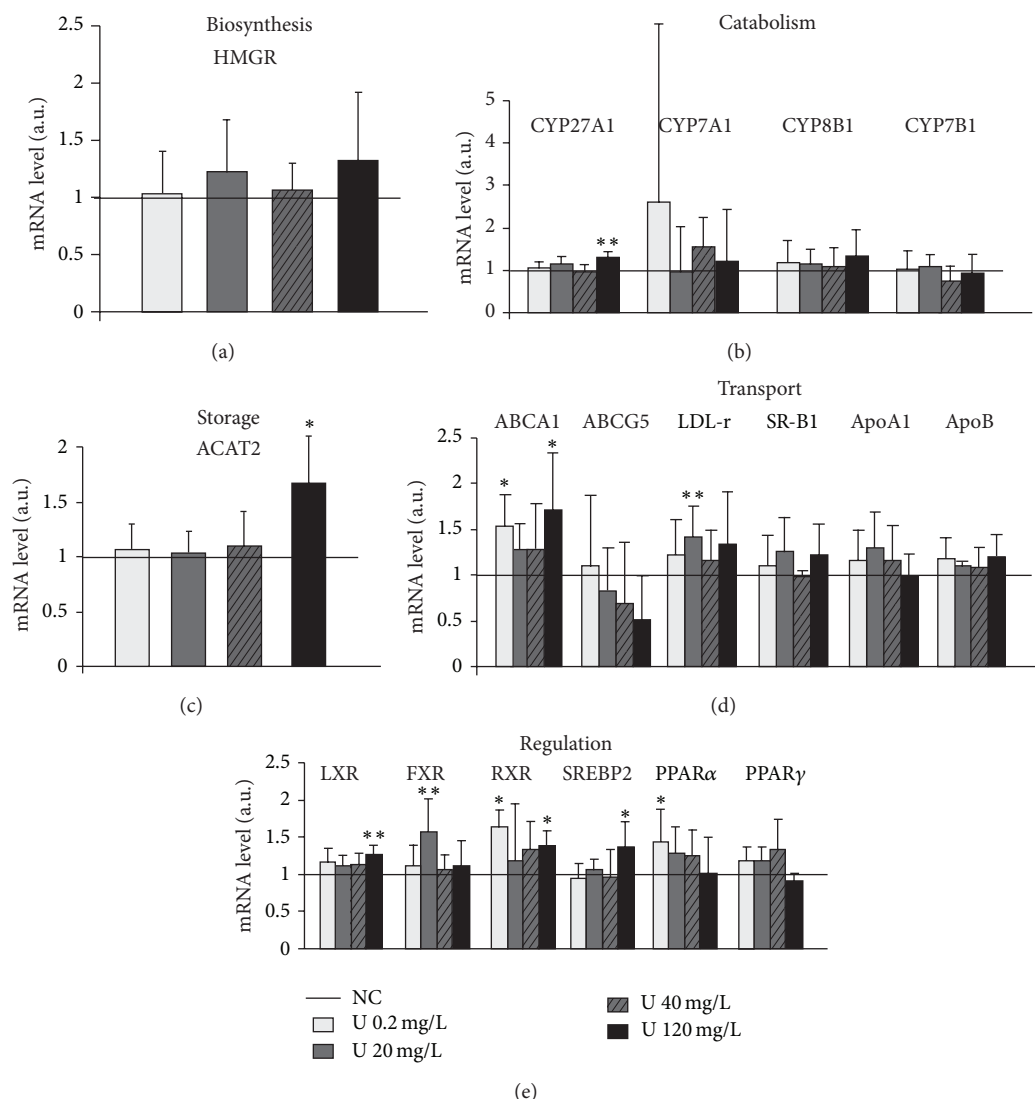 Biosynthesis
HMGR
mRNA level (a.u.)
2.5
2
1.5
1
0.5
0
(a)
Catabolism
CYP27A1 CYP7A1 CYP8B1 CYP7B1
mRNA level (a.u.)
5
4
3
2
1
0
**
(b)
Storage
ACAT2
mRNA level (a.u.)
2
1.5
1
0.5
0
*
(c)
Transport
ABCA1 ABCG5 LDL-r SR-B1 ApoA1 ApoB
mRNA level (a.u.)
2.5
2
1.5
1
0.5
0
* * **
(d)
Regulation
LXR FXR RXR SREBP2 PPARα PPARγ
mRNA level (a.u.)
2.5
2
1.5
1
0.5
0
** ** * * * *
NC
U 0.2 mg/L
U 20 mg/L
U 40 mg/L
U 120 mg/L
(e)